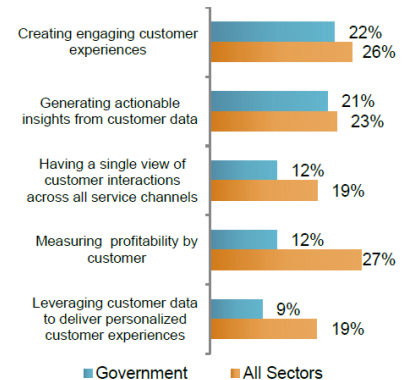 Creating engaging customer
experiences
22%
26%
Generating actionable
insights from customer data
21%
23%
Having a single view of
customer interactions
across all service channels
12%
19%
Measuring profitability by
customer
12%
27%
Leveraging customer data
to deliver personalized
customer experiences
9%
19%
Government All Sectors